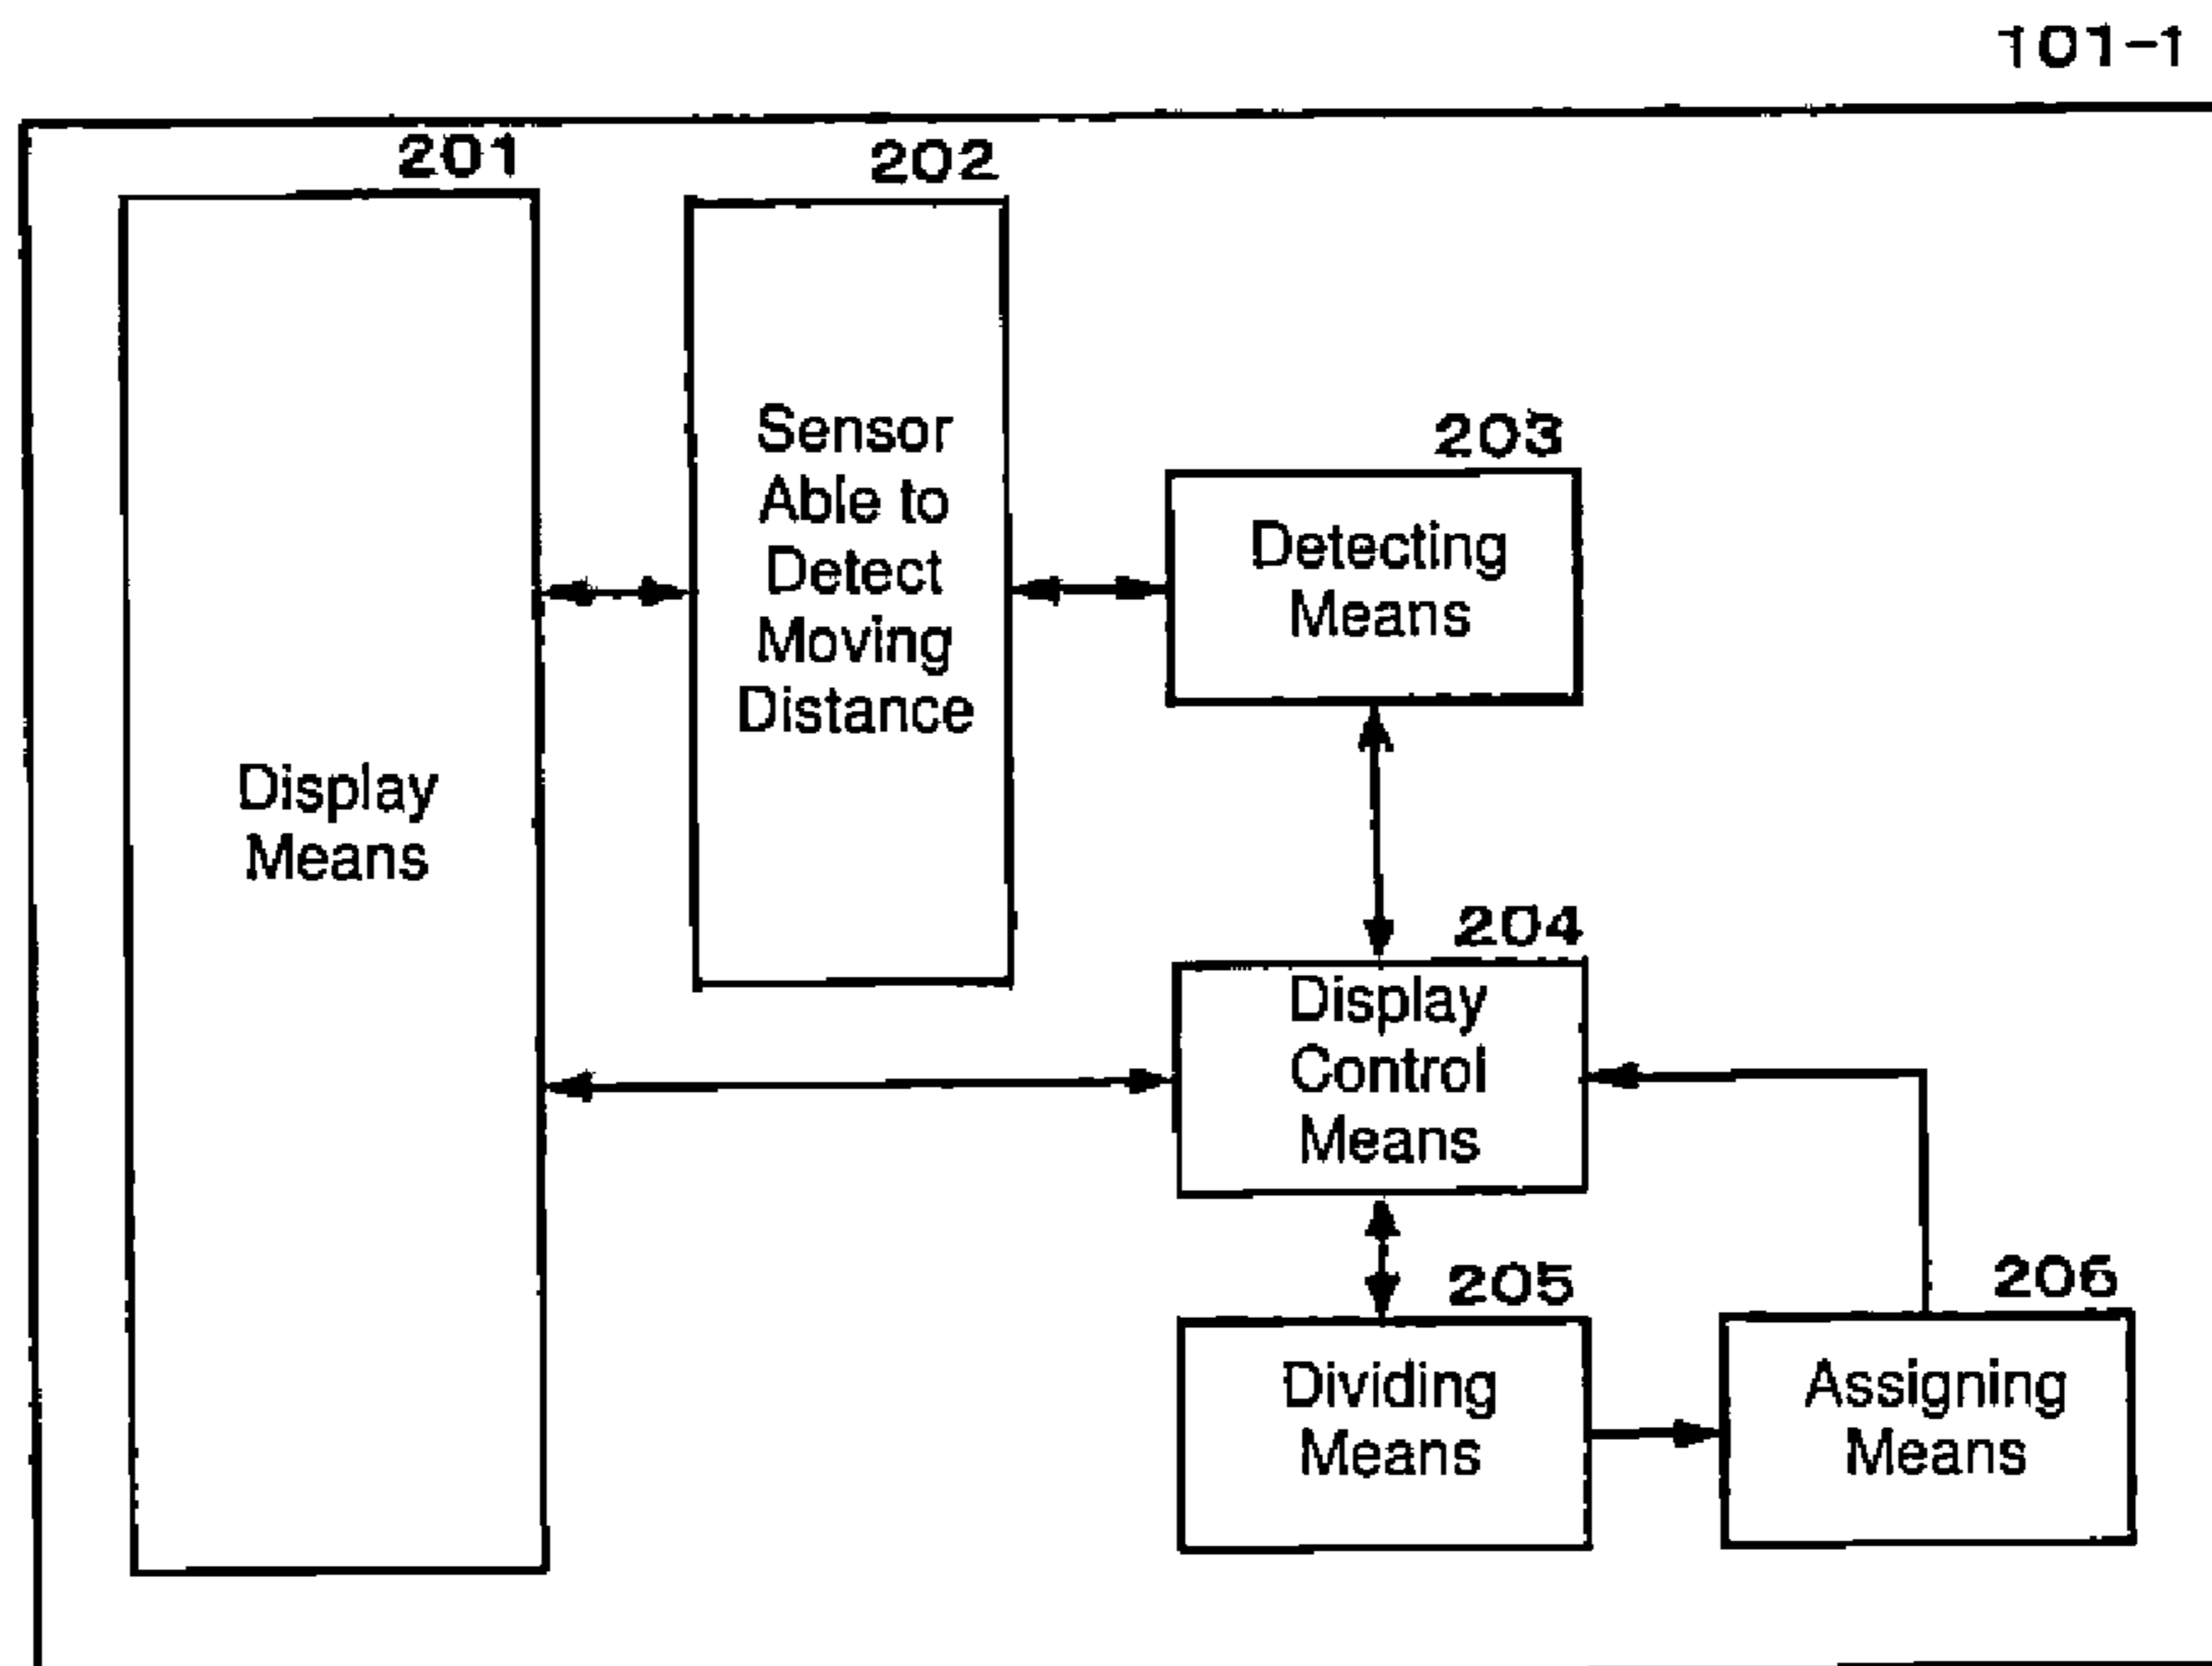 101-1
201
202
Display
Means
Sensor
Able to
Detect
Moving
Distance
203
Detecting
Means
204
Display
Control
Means
205
Dividing
Means
206
Assigning
Means